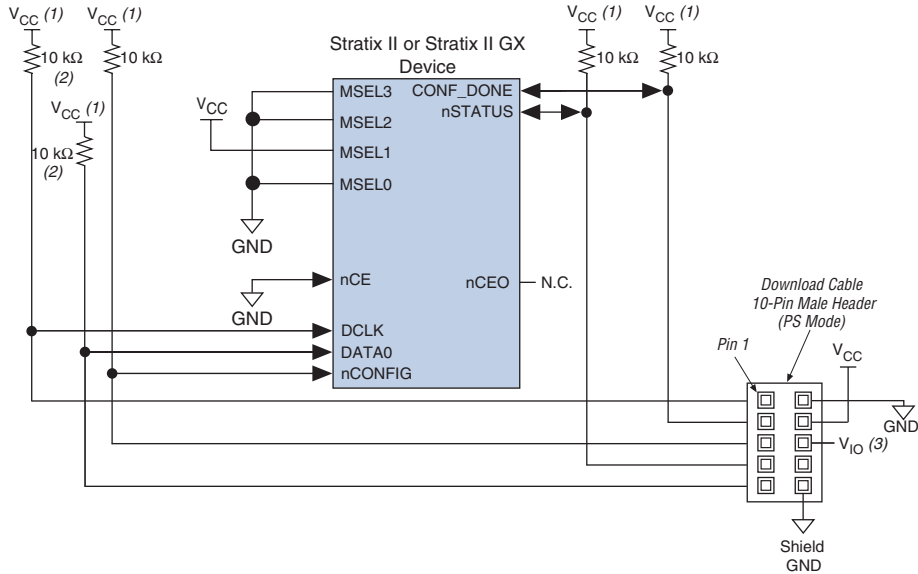 VCC (1)
VCC (1)
VCC (1)
VCC (1)
10 kΩ
(2)
10 kΩ
Stratix II or Stratix II GX
Device
10 kΩ
10 kΩ
VCC (1)
10 kΩ
(2)
VCC
MSEL3
CONF_DONE
MSEL2
nSTATUS
MSEL1
MSEL0
GND
nCE
nCEO
N.C.
GND
DCLK
DATA0
nCONFIG
Download Cable
10-Pin Male Header
(PS Mode)
Pin 1
VCC
GND
VIO (3)
Shield
GND